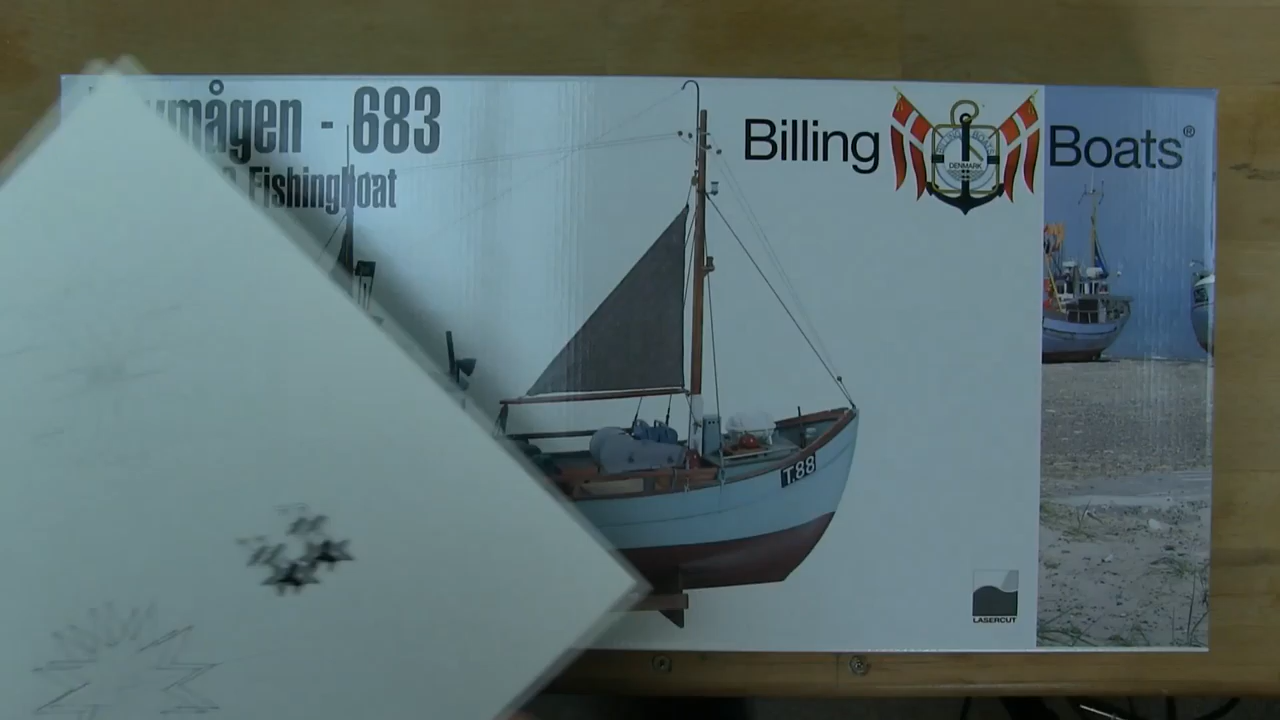 mågen - 683
Fishingboat
Billing Boats®
DENMARK
T.88
LASERCUT